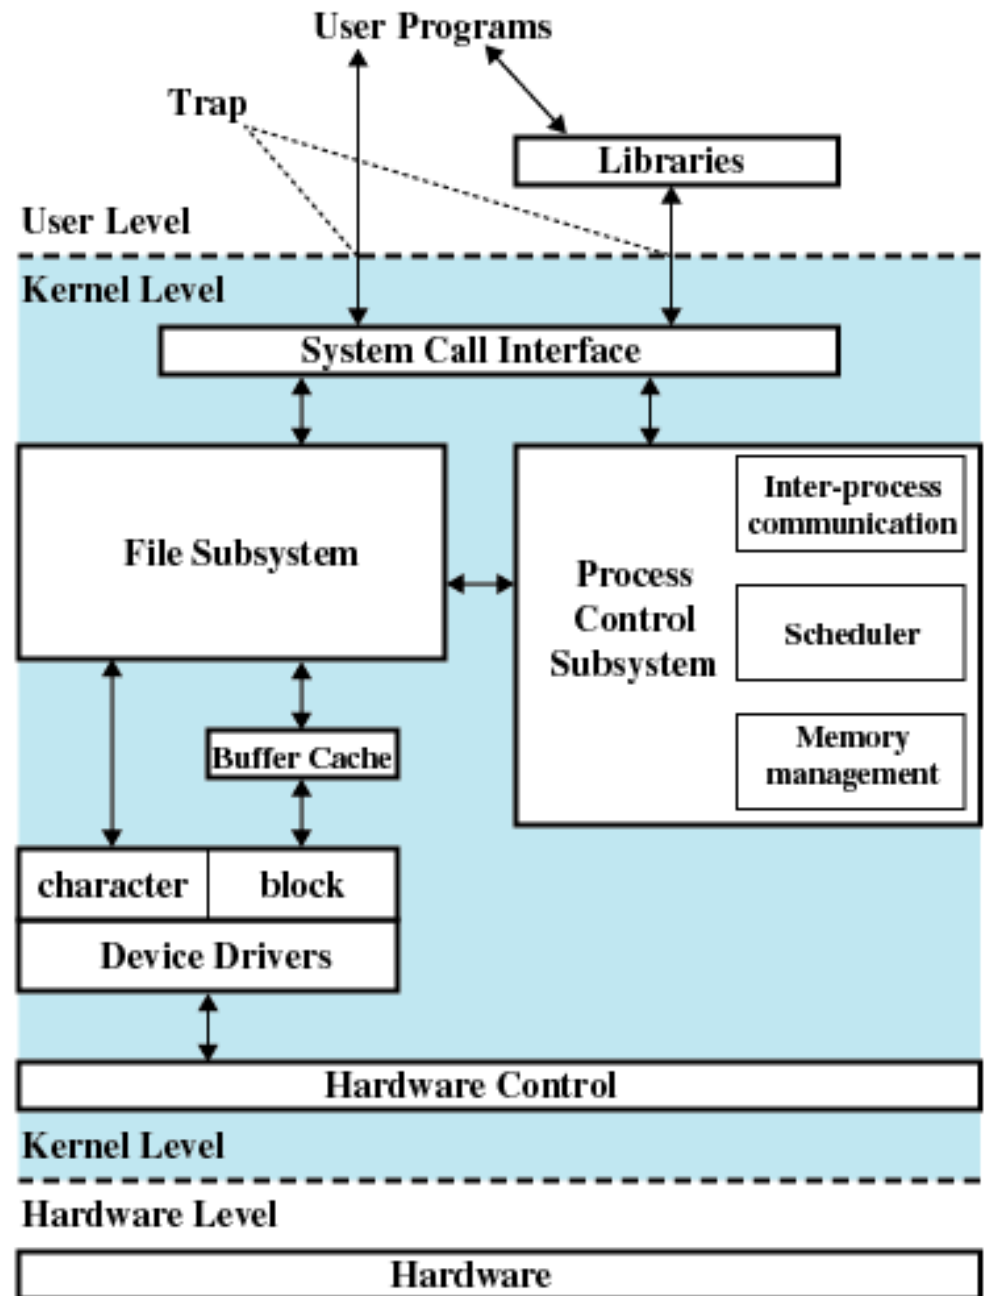 User Programs
Trap
Libraries
User Level
Kernel Level
System Call Interface
File Subsystem
Process
Control
Subsystem
Inter-process
communication
Scheduler
Memory
management
Buffer Cache
character
block
Device Drivers
Hardware Control
Kernel Level
Hardware Level
Hardware